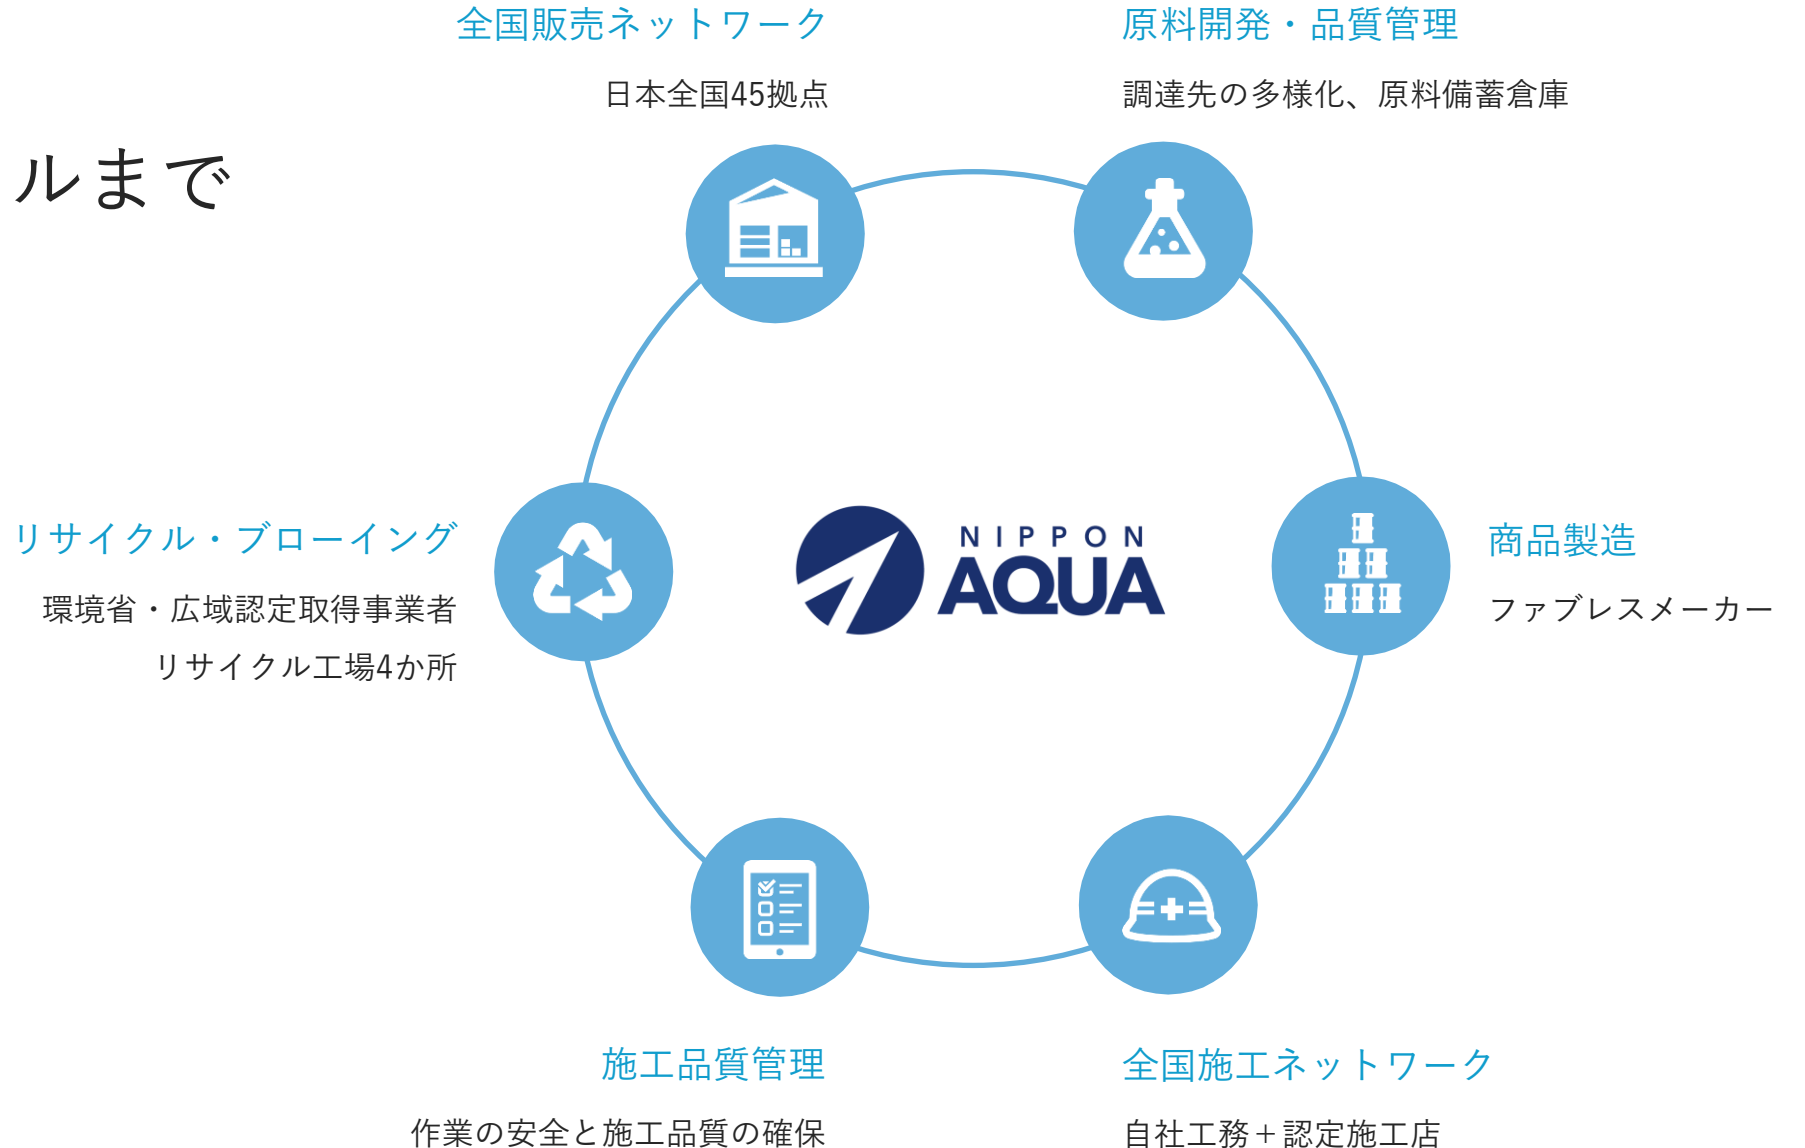 全国販売ネットワーク
日本全国45拠点
原料開発・品質管理
調達先の多様化、原料備蓄倉庫
ルまで
リサイクル・ブローイング
環境省・広域認定取得事業者
リサイクル工場4か所
NIPPON
AQUA
商品製造
ファブレスメーカー
施工品質管理
作業の安全と施工品質の確保
全国施工ネットワーク
自社工務＋認定施工店